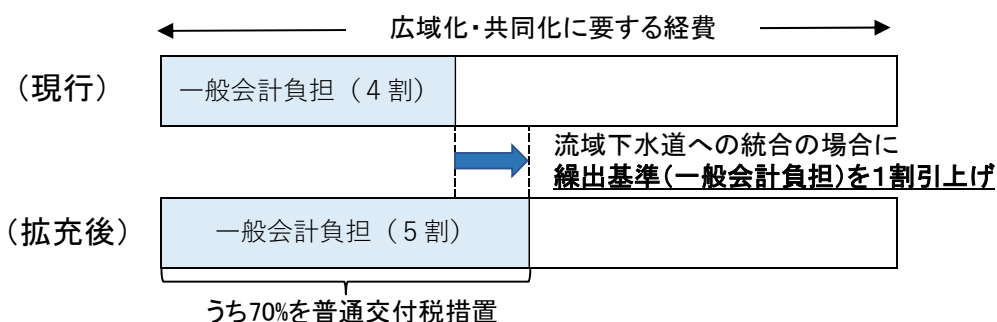 広域化・共同化に要する経費
（現行）
一般会計負担（４割）
流域下水道への統合の場合に
繰出基準（一般会計負担）を１割引上げ
（拡充後）
一般会計負担（５割）
うち70%を普通交付税措置